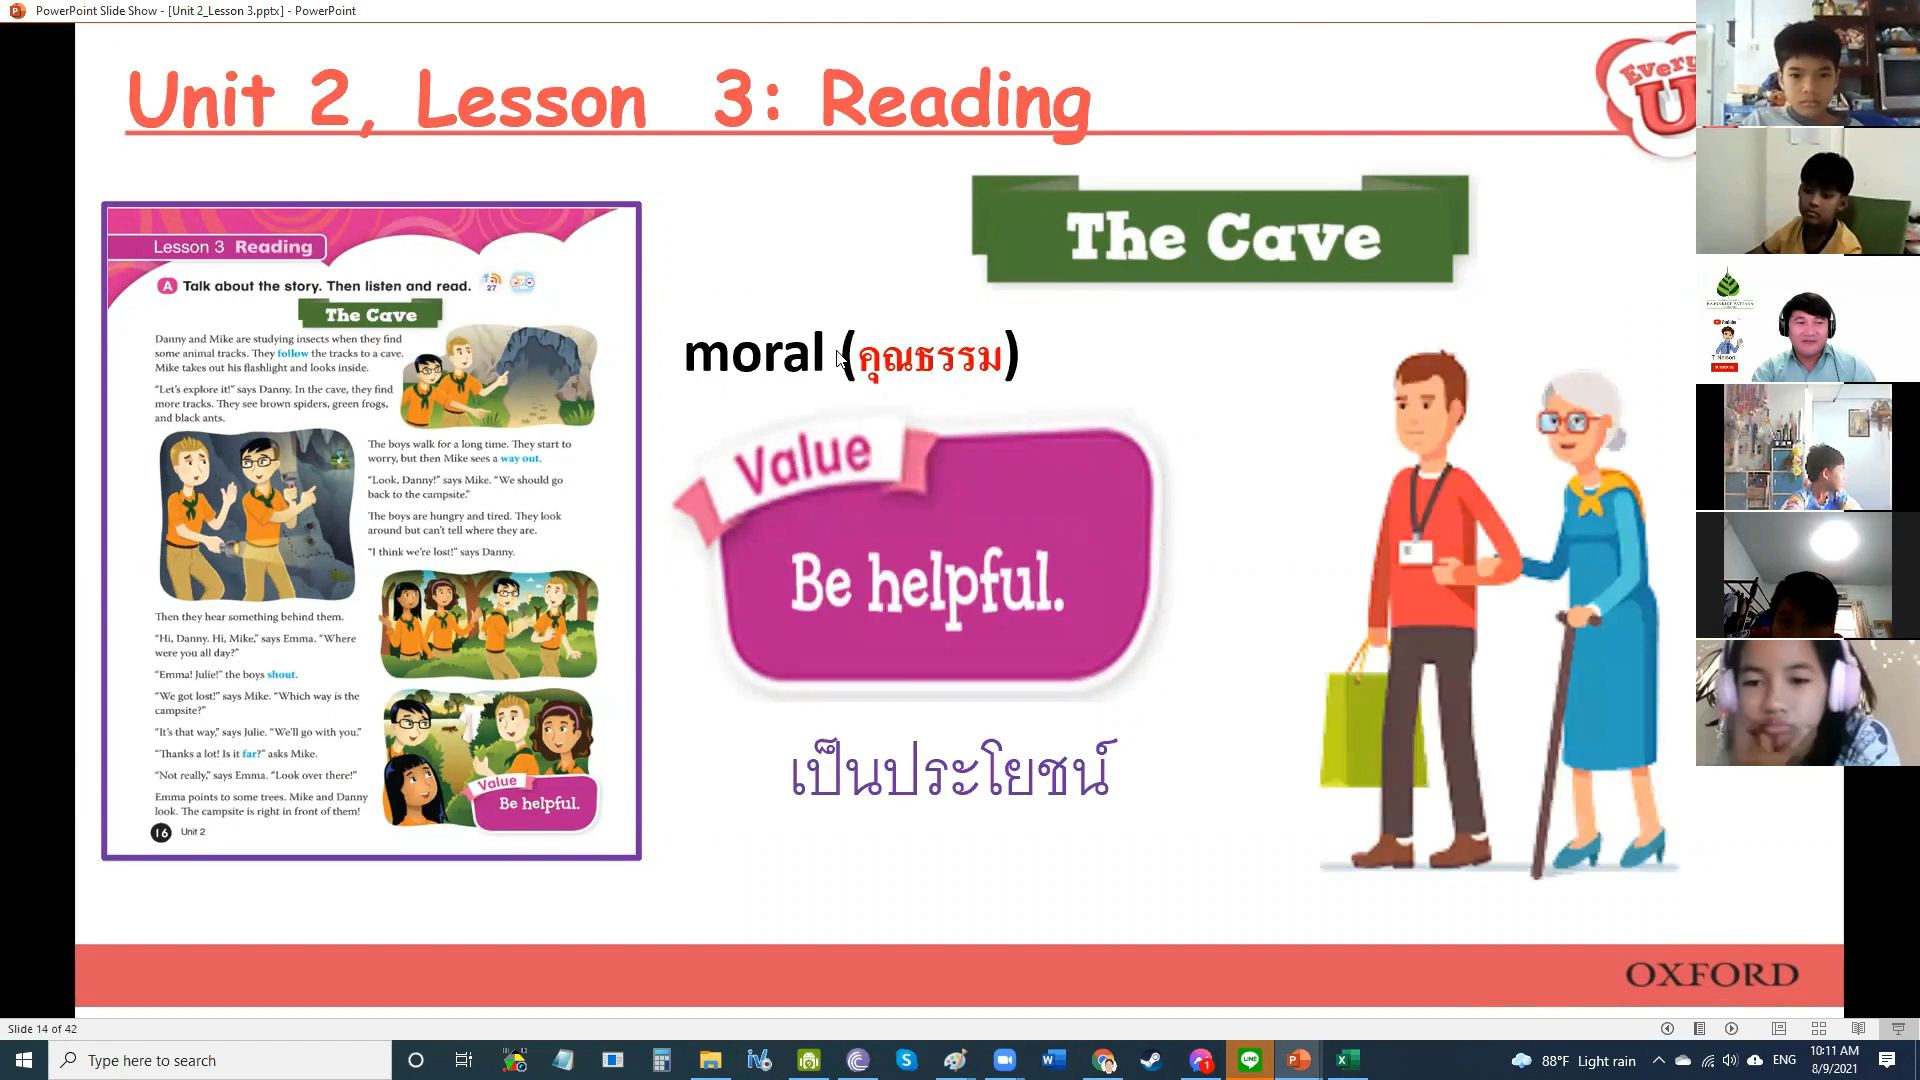 PowerPoint Slide Show - [Unit 2_Lesson 3.pptx] - PowerPoint
Unit 2, Lesson 3: Reading
Every
U
Lesson 3 Reading
A Talk about the story. Then listen and read.
27
The Cave
Danny and Mike are studying insects when they find
some animal tracks. They follow the tracks to a cave.
Mike takes out his flashlight and looks inside.
“Let's explore it!” says Danny. In the cave, they find
more tracks. They see brown spiders, green frogs,
and black ants.
The boys walk for a long time. They start to
worry, but then Mike sees a way out.
“Look, Danny!” says Mike. “We should go
back to the campsite.”
The boys are hungry and tired. They look
around but can't tell where they are.
“I think we're lost!” says Danny.
Then they hear something behind them.
“Hi, Danny. Hi, Mike,” says Emma. “Where
were you all day?”
“Emma! Julie!” the boys shout.
“We got lost!” says Mike. “Which way is the
campsite?”
“It's that way,” says Julie. “We'll go with you.”
“Thanks a lot! Is it far?” asks Mike.
“Not really,” says Emma. “Look over there!”
Emma points to some trees. Mike and Danny
look. The campsite is right in front of them!
Value
Be helpful.
16 Unit 2
The Cave
moral (คุณธรรม)
Value
Be helpful.
เป็นประโยชน์
YouTube
T. Nelson
SUBSCRIBE
OXFORD
Slide 14 of 42
Type here to search
88°F Light rain
ENG
10:11 AM
8/9/2021